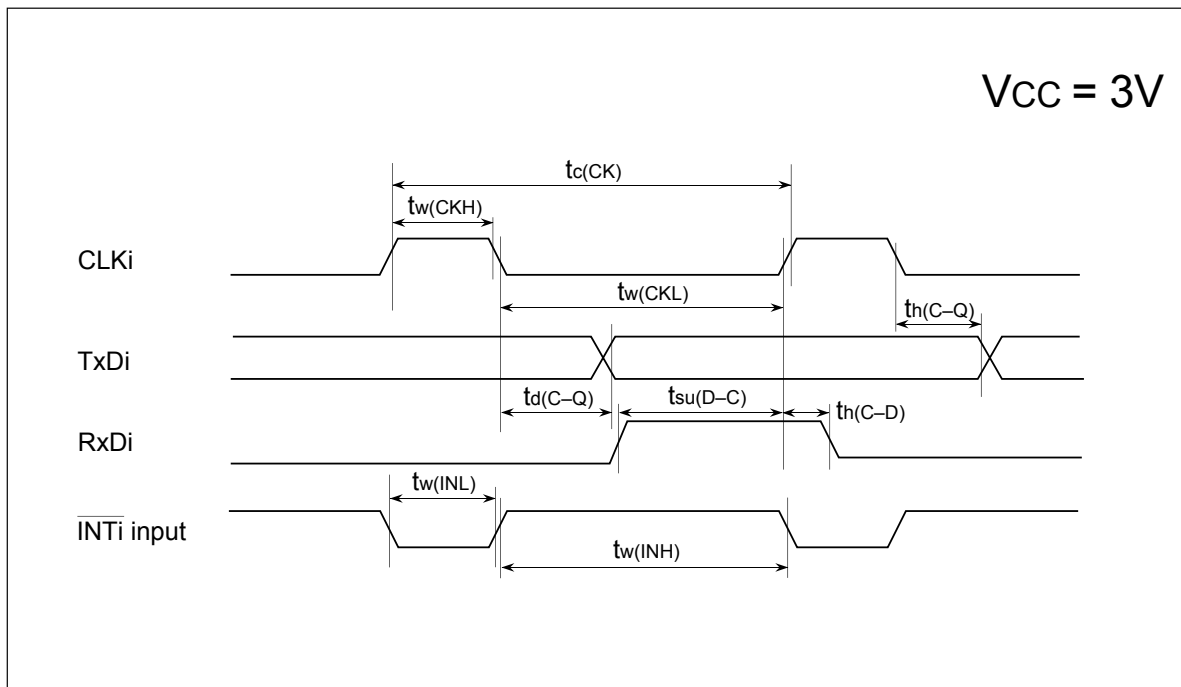 VCC = 3V
tc(CK)
tw(CKH)
CLKi
tw(CKL)
th(C–Q)
TxDi
td(C–Q)
tsu(D–C)
th(C–D)
RxDi
tw(INL)
INTi input
tw(INH)